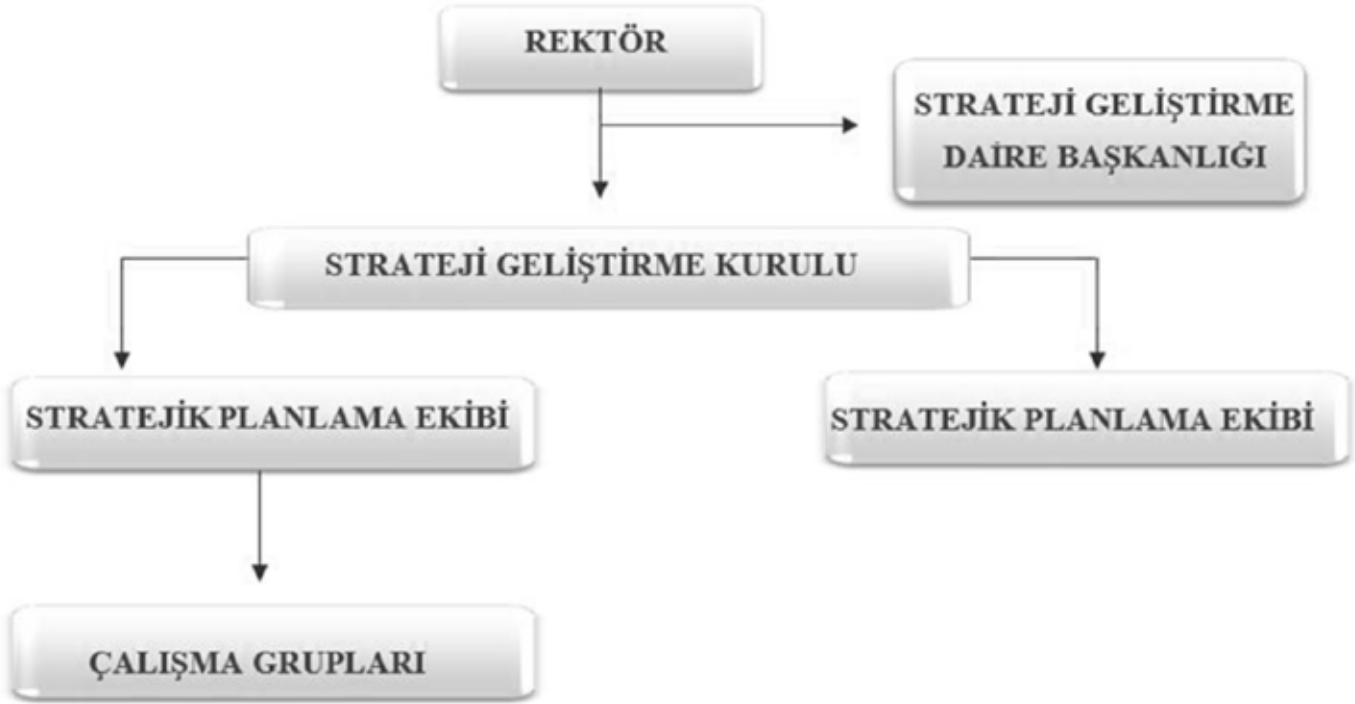 REKTÖR
STRATEJİ GELİŞTİRME
DAİRE BAŞKANLIĞI
STRATEJİ GELİŞTİRME KURULU
STRATEJİK PLANLAMA EKİBİ
STRATEJİK PLANLAMA EKİBİ
ÇALIŞMA GRUPLARI